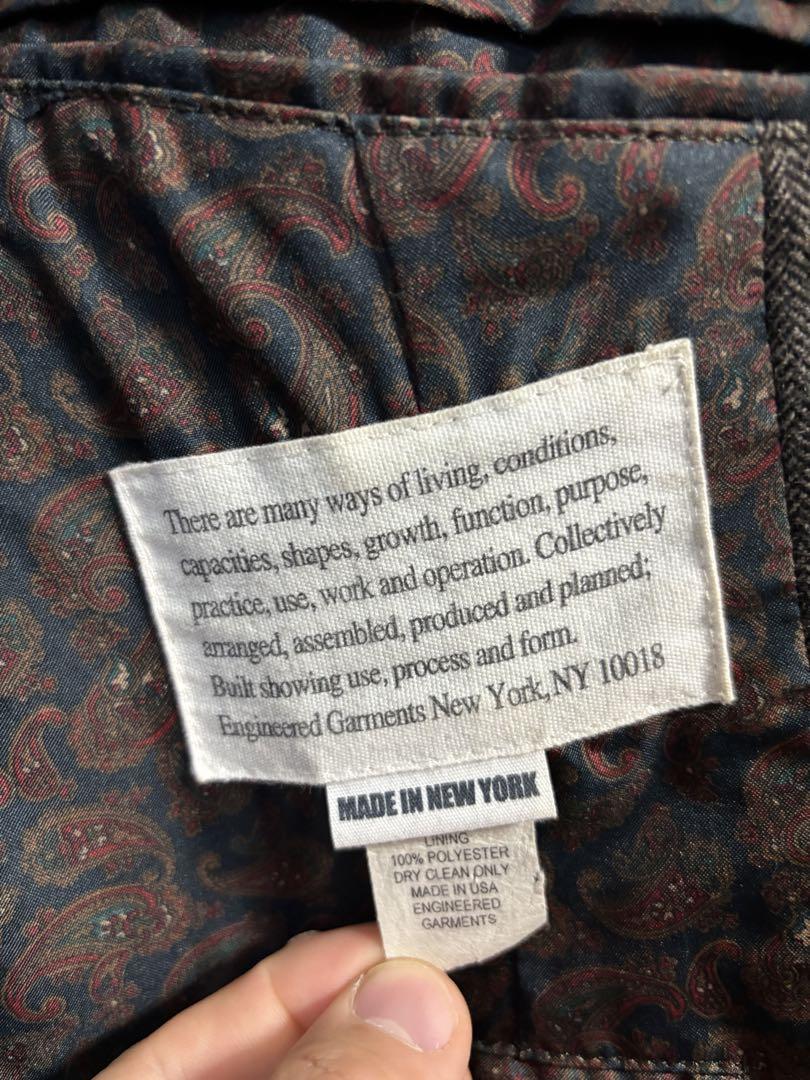 There are many ways of living, conditions,
capacities, shapes, growth, function, purpose,
practice, use, work and operation. Collectively
arranged, assembled, produced and planned;
Built showing use, process and form.
Engineered Garments New York, NY 10018
MADE IN NEW YORK
LINING
100% POLYESTER
DRY CLEAN ONLY
MADE IN USA
ENGINEERED
GARMENTS